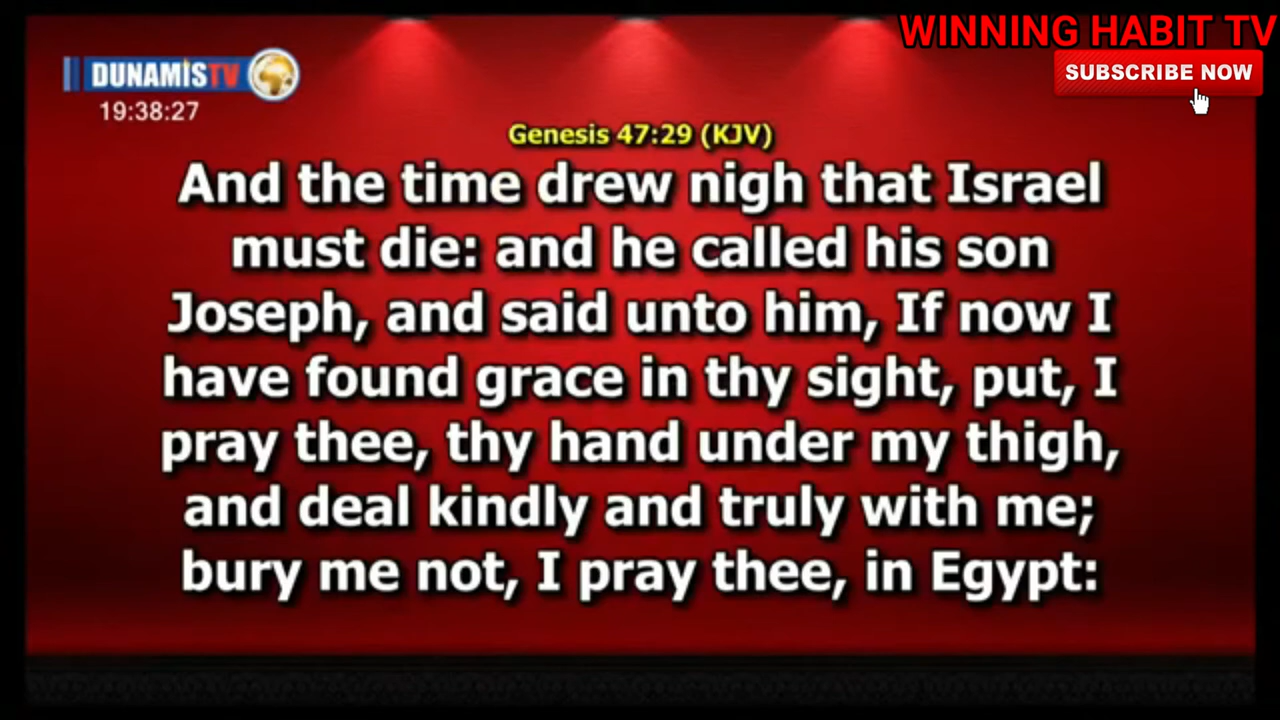 WINNING HABIT TV
DUNAMIS TV
SUBSCRIBE NOW
19:38:27
Genesis 47:29 (KJV)
And the time drew nigh that Israel
must die: and he called his son
Joseph, and said unto him, If now I
have found grace in thy sight, put, I
pray thee, thy hand under my thigh,
and deal kindly and truly with me;
bury me not, I pray thee, in Egypt: